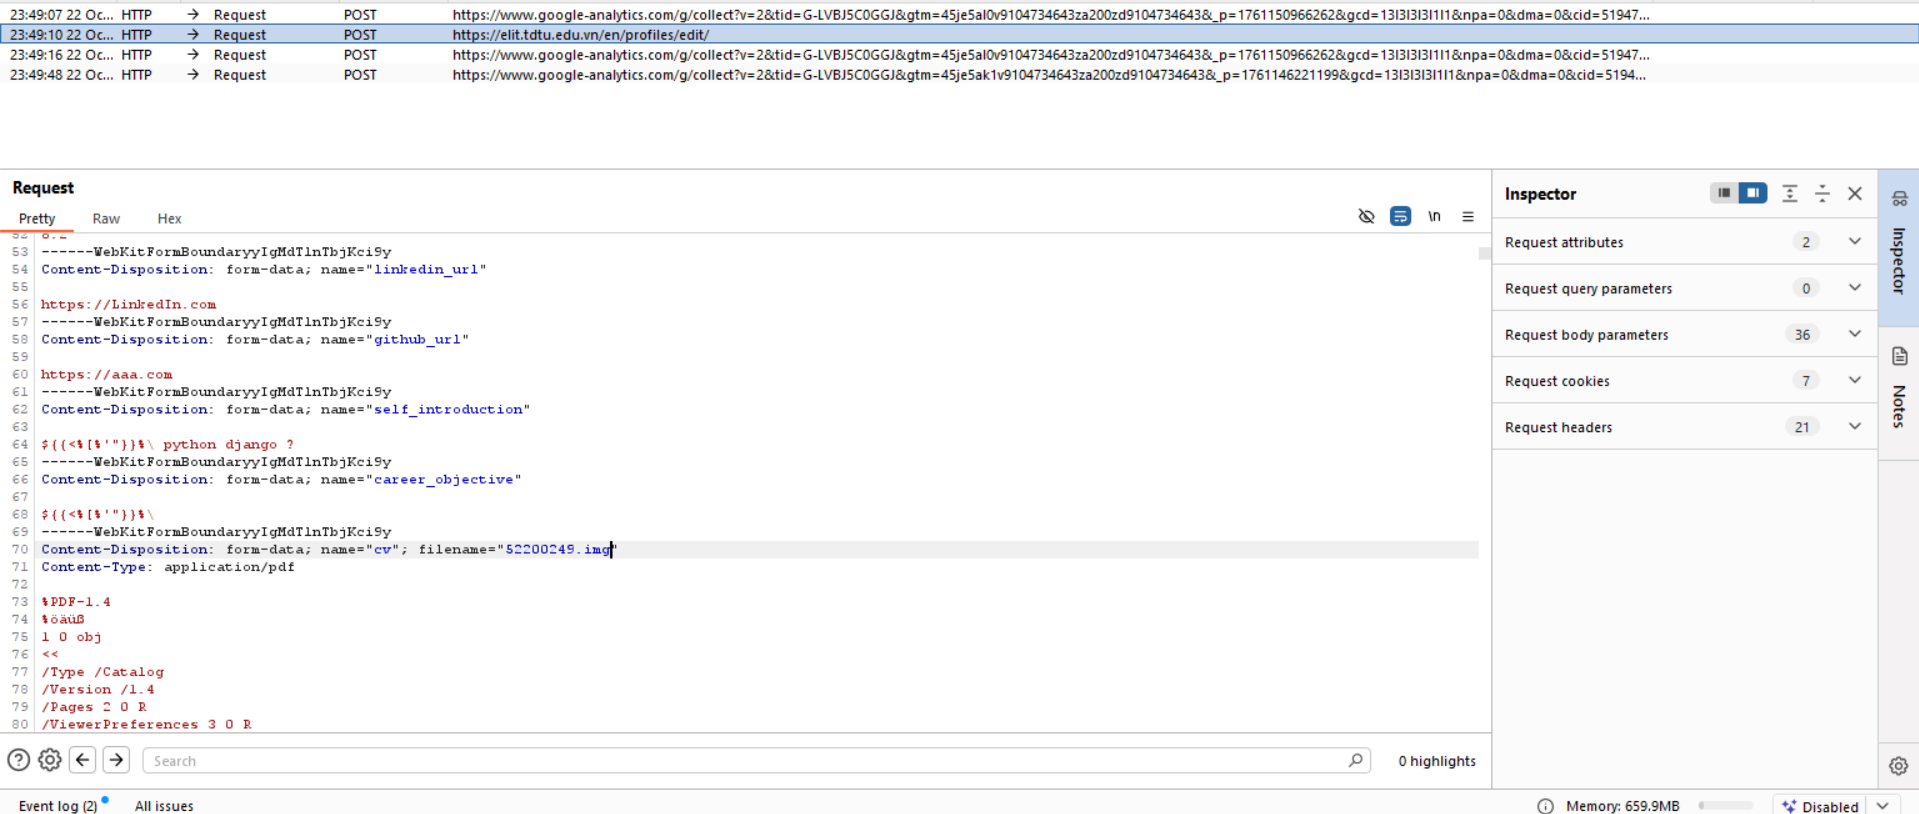 23:49:07 22 Oc... HTTP → Request POST https://www.google-analytics.com/g/collect?v=2&tid=G-LVBJ5C0GGJ&gtm=45je5al0v9104734643za200zd9104734643&_p=1761150966262&gcd=13l3l3l3l1l1&npa=0&dma=0&cid=51947...
23:49:10 22 Oc... HTTP → Request POST https://elit.tdtu.edu.vn/en/profiles/edit/
23:49:16 22 Oc... HTTP → Request POST https://www.google-analytics.com/g/collect?v=2&tid=G-LVBJ5C0GGJ&gtm=45je5al0v9104734643za200zd9104734643&_p=1761150966262&gcd=13l3l3l3l1l1&npa=0&dma=0&cid=51947...
23:49:48 22 Oc... HTTP → Request POST https://www.google-analytics.com/g/collect?v=2&tid=G-LVBJ5C0GGJ&gtm=45je5ak1v9104734643za200zd9104734643&_p=1761146221199&gcd=13l3l3l3l1l1&npa=0&dma=0&cid=5194...
Request
Pretty Raw Hex
\n
52 8.2
53 ------WebKitFormBoundaryyIgMdTlnTbjKci9y
54 Content-Disposition: form-data; name="linkedin_url"
55
56 https://LinkedIn.com
57 ------WebKitFormBoundaryyIgMdTlnTbjKci9y
58 Content-Disposition: form-data; name="github_url"
59
60 https://aaa.com
61 ------WebKitFormBoundaryyIgMdTlnTbjKci9y
62 Content-Disposition: form-data; name="self_introduction"
63
64 ${{<%[%'"}}%\ python django ?
65 ------WebKitFormBoundaryyIgMdTlnTbjKci9y
66 Content-Disposition: form-data; name="career_objective"
67
68 ${{<%[%'"}}%\
69 ------WebKitFormBoundaryyIgMdTlnTbjKci9y
70 Content-Disposition: form-data; name="cv"; filename="52200249.img"
71 Content-Type: application/pdf
72
73 %PDF-1.4
74 %öäüß
75 1 0 obj
76 <<
77 /Type /Catalog
78 /Version /1.4
79 /Pages 2 0 R
80 /ViewerPreferences 3 0 R
Search
0 highlights
Inspector
Request attributes 2
Request query parameters 0
Request body parameters 36
Request cookies 7
Request headers 21
Inspector
Notes
Event log (2) All issues
Memory: 659.9MB
Disabled